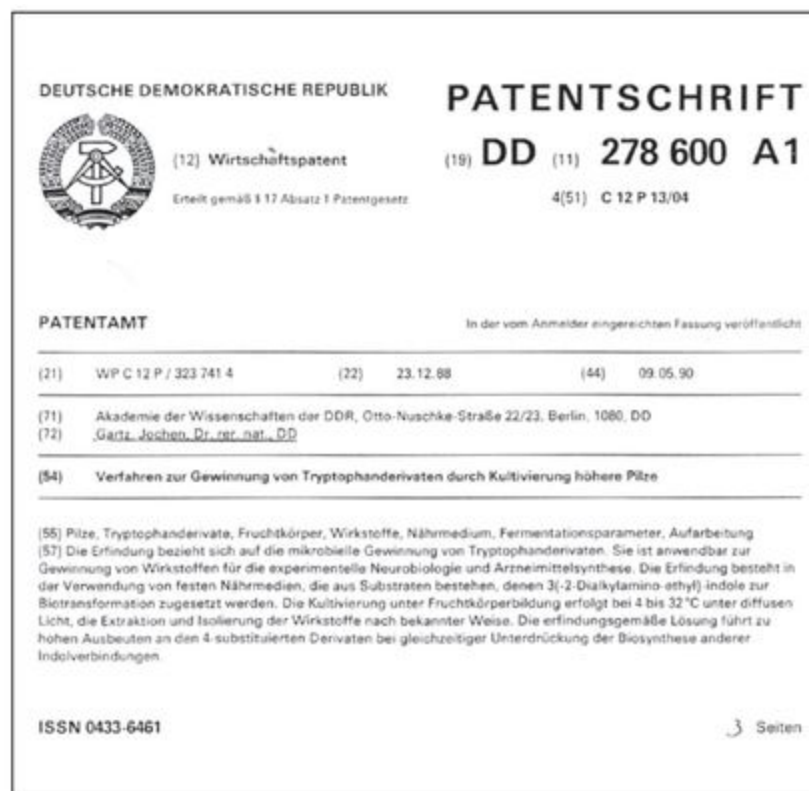 DEUTSCHE DEMOKRATISCHE REPUBLIK
PATENTSCHRIFT
(12) Wirtschaftspatent
(19) DD (11) 278 600 A1
Erteilt gemäß § 17 Absatz 1 Patentgesetz
4(51) C 12 P 13/04
PATENTAMT
In der vom Anmelder eingereichten Fassung veröffentlicht
(21) WP C 12 P / 323 741 4 (22) 23.12.88 (44) 09.05.90
(71) Akademie der Wissenschaften der DDR, Otto-Nuschke-Straße 22/23, Berlin, 1080, DD
(72) Gartz, Jochen, Dr. rer. nat., DD
(54) Verfahren zur Gewinnung von Tryptophanderivaten durch Kultivierung höhere Pilze
(55) Pilze, Tryptophanderivate, Fruchtkörper, Wirkstoffe, Nährmedium, Fermentationsparameter, Aufarbeitung
(57) Die Erfindung bezieht sich auf die mikrobielle Gewinnung von Tryptophanderivaten. Sie ist anwendbar zur
Gewinnung von Wirkstoffen für die experimentelle Neurobiologie und Arzneimittelsynthese. Die Erfindung besteht in
der Verwendung von festen Nährmedien, die aus Substraten bestehen, denen 3(-2-Dialkylamino-ethyl)-indole zur
Biotransformation zugesetzt werden. Die Kultivierung unter Fruchtkörperbildung erfolgt bei 4 bis 32 °C unter diffusen
Licht, die Extraktion und Isolierung der Wirkstoffe nach bekannter Weise. Die erfindungsgemäße Lösung führt zu
hohen Ausbeuten an den 4-substituierten Derivaten bei gleichzeitiger Unterdrückung der Biosynthese anderer
Indolverbindungen.
ISSN 0433-6461
3 Seiten